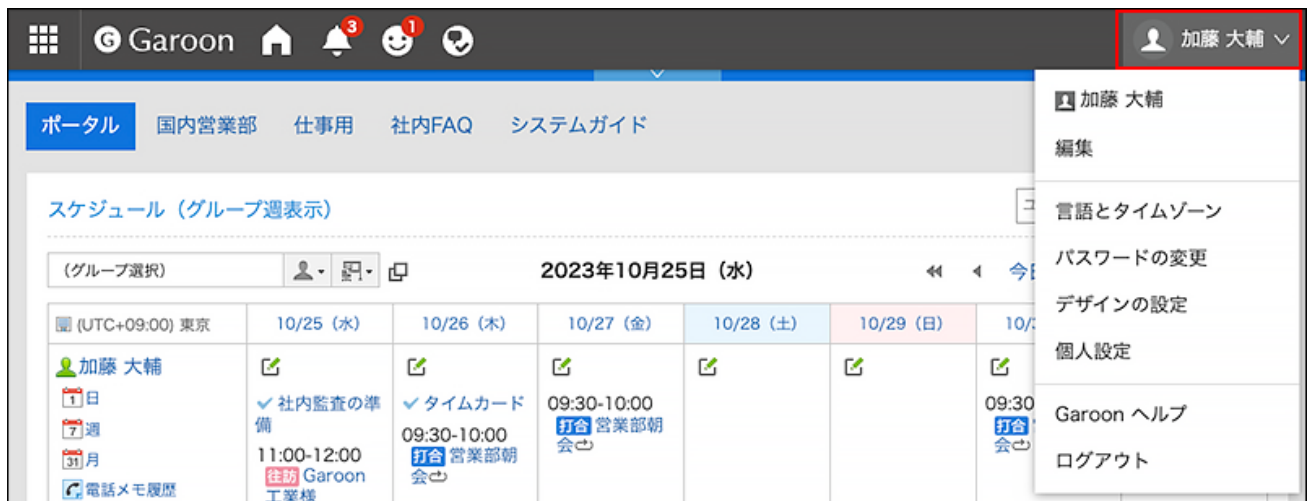 Garoon
3
1
加藤 大輔
加藤 大輔
編集
言語とタイムゾーン
パスワードの変更
デザインの設定
個人設定
Garoon ヘルプ
ログアウト
ポータル 国内営業部 仕事用 社内FAQ システムガイド
スケジュール（グループ週表示）
(グループ選択)
2023年10月25日（水）
(UTC+09:00) 東京 10/25（水） 10/26（木） 10/27（金） 10/28（土） 10/29（日）
加藤 大輔
1 日
7 週
31 月
電話メモ履歴
社内監査の準
備
11:00-12:00
往訪 Garoon
工業様
タイムカード
09:30-10:00
打合 営業部朝
会
09:30-10:00
打合 営業部朝
会
09:30
打合
会